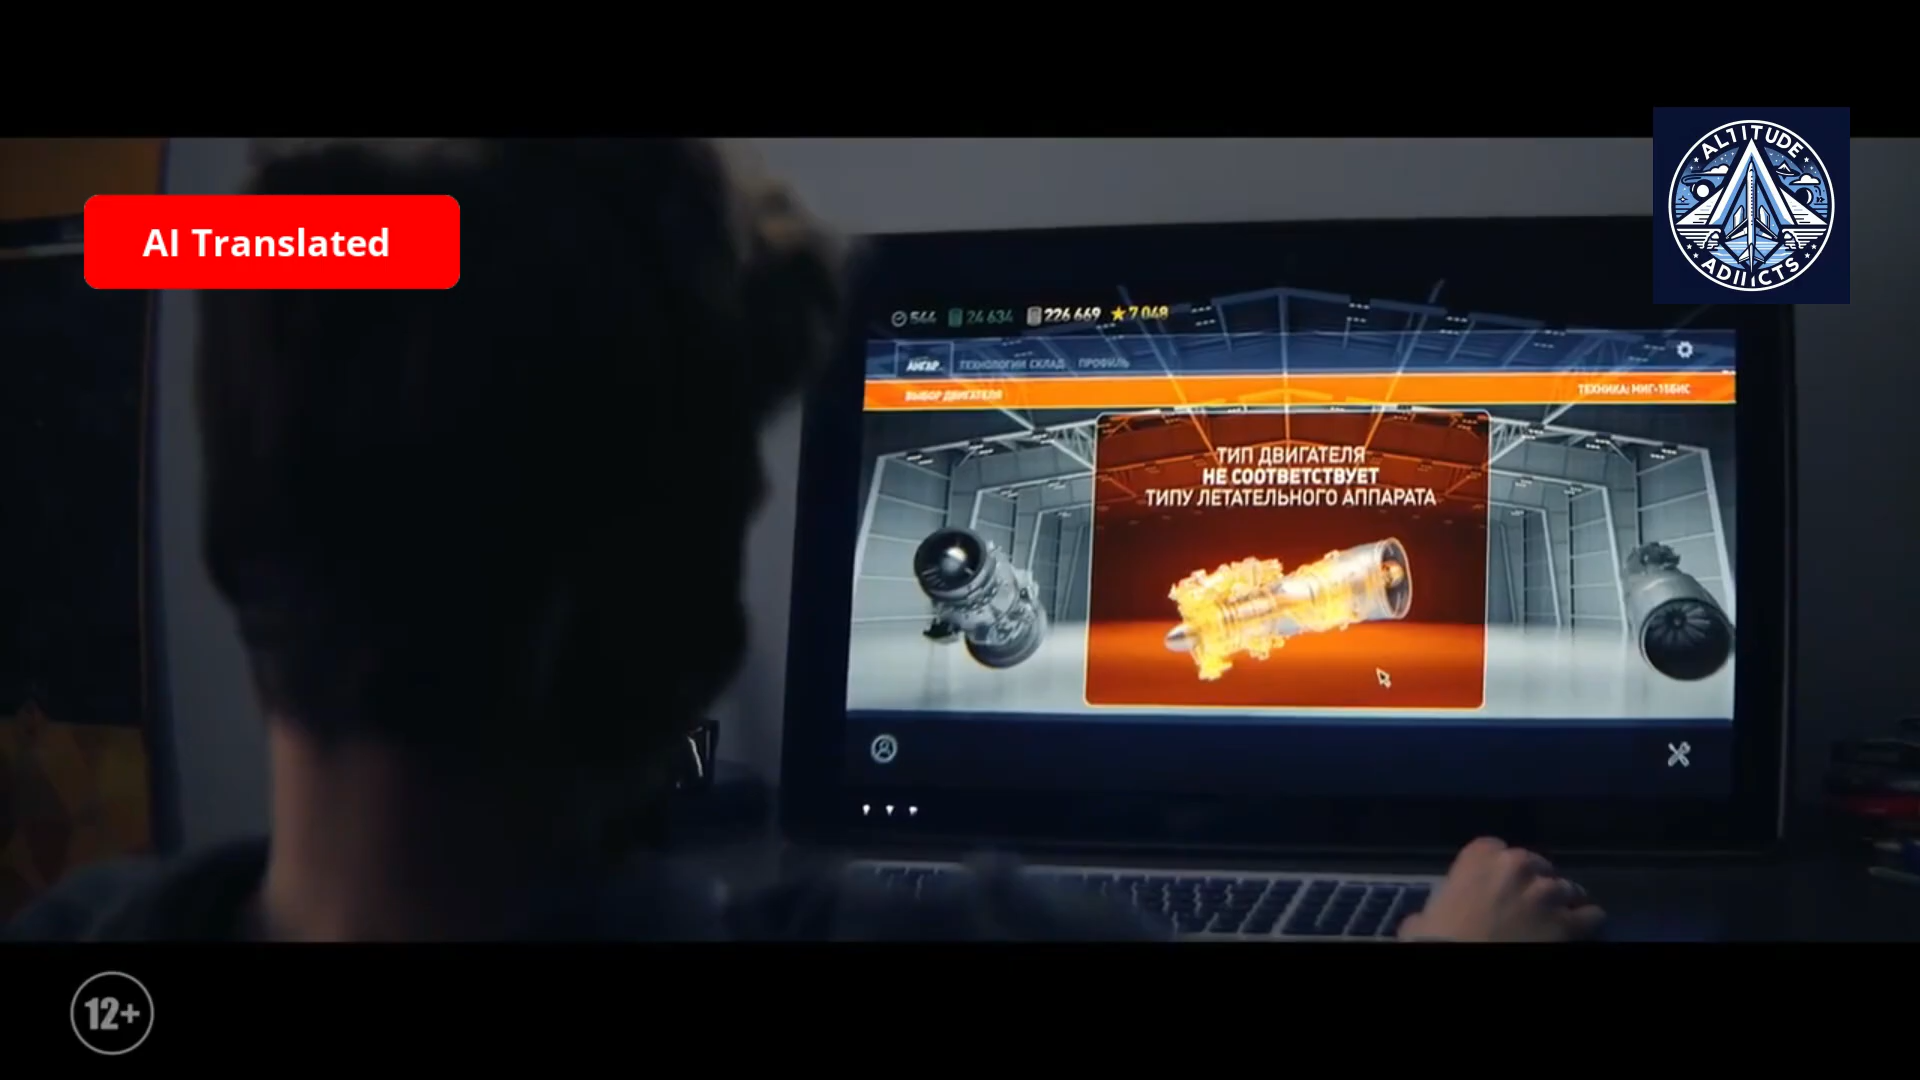 ALTITUDE
AI Translated
544 24 634 226 669 7 048
АНГАР ТЕХНОЛОГИИ СКЛАД ПРОФИЛЬ
ВЫБОР ДВИГАТЕЛЯ
ТЕХНИКА: МИГ-15БИС
ТИП ДВИГАТЕЛЯ
НЕ СООТВЕТСТВУЕТ
ТИПУ ЛЕТАТЕЛЬНОГО АППАРАТА
12+